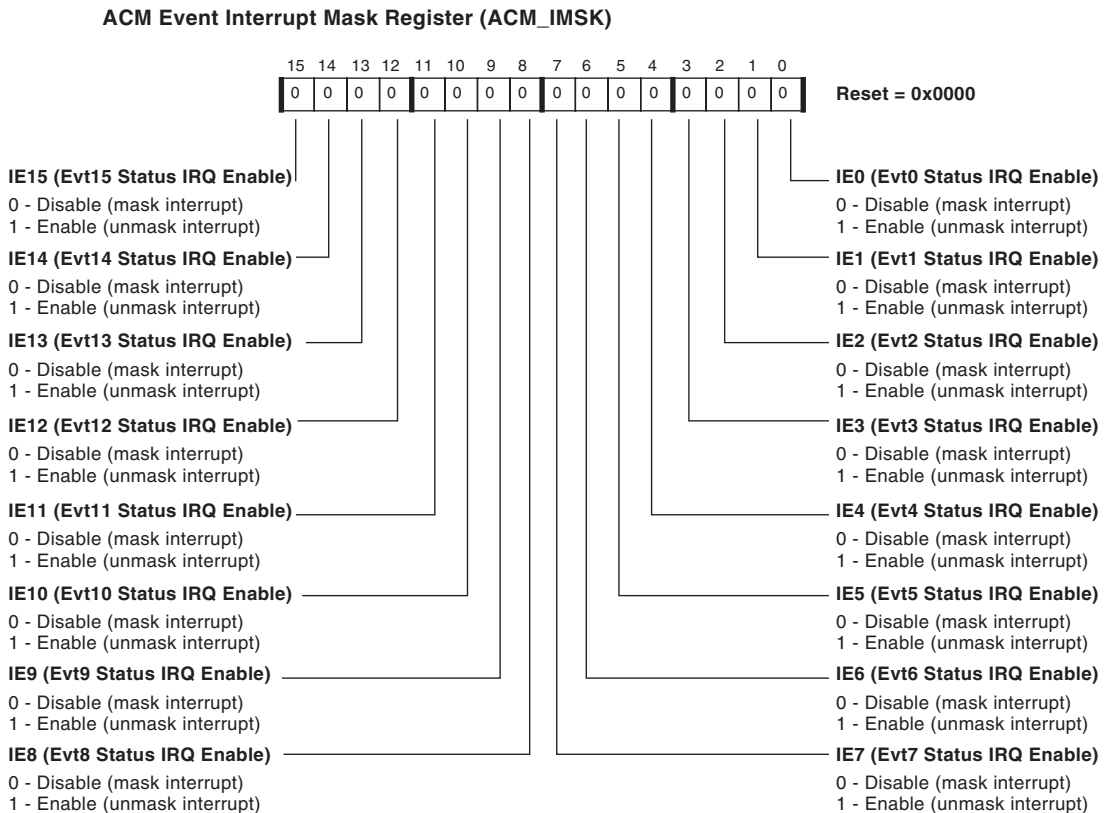 ACM Event Interrupt Mask Register (ACM_IMSK)
15 14 13 12 11 10 9 8 7 6 5 4 3 2 1 0
0 0 0 0 0 0 0 0 0 0 0 0 0 0 0 0
Reset = 0x0000
IE15 (Evt15 Status IRQ Enable)
0 - Disable (mask interrupt)
1 - Enable (unmask interrupt)
IE14 (Evt14 Status IRQ Enable)
0 - Disable (mask interrupt)
1 - Enable (unmask interrupt)
IE13 (Evt13 Status IRQ Enable)
0 - Disable (mask interrupt)
1 - Enable (unmask interrupt)
IE12 (Evt12 Status IRQ Enable)
0 - Disable (mask interrupt)
1 - Enable (unmask interrupt)
IE11 (Evt11 Status IRQ Enable)
0 - Disable (mask interrupt)
1 - Enable (unmask interrupt)
IE10 (Evt10 Status IRQ Enable)
0 - Disable (mask interrupt)
1 - Enable (unmask interrupt)
IE9 (Evt9 Status IRQ Enable)
0 - Disable (mask interrupt)
1 - Enable (unmask interrupt)
IE8 (Evt8 Status IRQ Enable)
0 - Disable (mask interrupt)
1 - Enable (unmask interrupt)
IE0 (Evt0 Status IRQ Enable)
0 - Disable (mask interrupt)
1 - Enable (unmask interrupt)
IE1 (Evt1 Status IRQ Enable)
0 - Disable (mask interrupt)
1 - Enable (unmask interrupt)
IE2 (Evt2 Status IRQ Enable)
0 - Disable (mask interrupt)
1 - Enable (unmask interrupt)
IE3 (Evt3 Status IRQ Enable)
0 - Disable (mask interrupt)
1 - Enable (unmask interrupt)
IE4 (Evt4 Status IRQ Enable)
0 - Disable (mask interrupt)
1 - Enable (unmask interrupt)
IE5 (Evt5 Status IRQ Enable)
0 - Disable (mask interrupt)
1 - Enable (unmask interrupt)
IE6 (Evt6 Status IRQ Enable)
0 - Disable (mask interrupt)
1 - Enable (unmask interrupt)
IE7 (Evt7 Status IRQ Enable)
0 - Disable (mask interrupt)
1 - Enable (unmask interrupt)